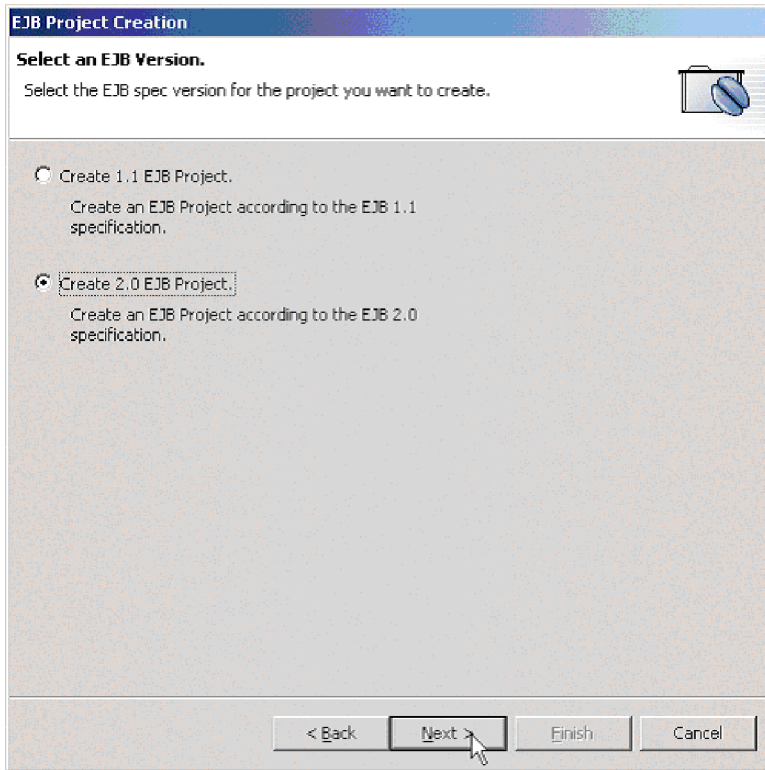 EJB Project Creation
Select an EJB Version.
Select the EJB spec version for the project you want to create.
Create 1.1 EJB Project.
Create an EJB Project according to the EJB 1.1
specification.
Create 2.0 EJB Project.
Create an EJB Project according to the EJB 2.0
specification.
< Back Next > Finish Cancel